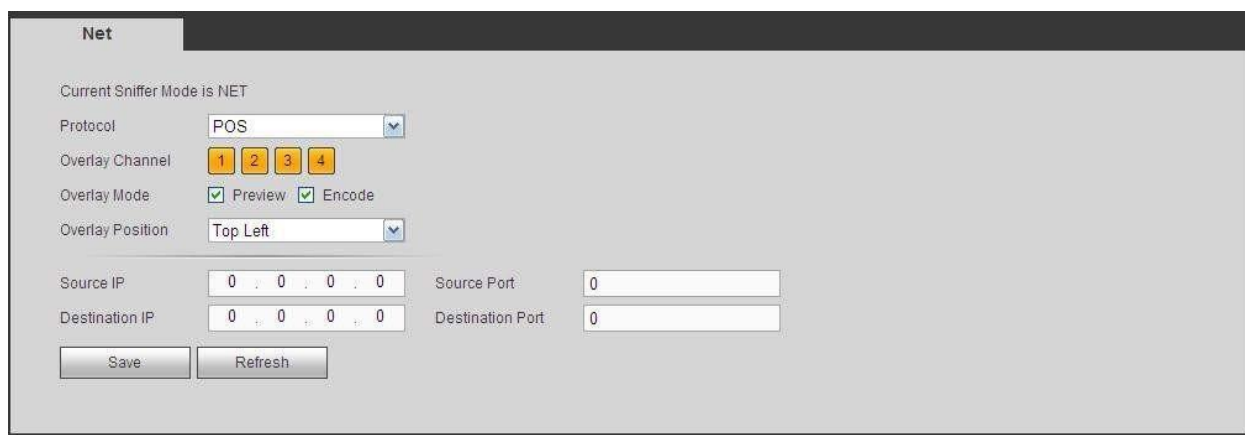 Net
Current Sniffer Mode is NET
Protocol POS
Overlay Channel 1 2 3 4
Overlay Mode Preview Encode
Overlay Position Top Left
Source IP 0 . 0 . 0 . 0 Source Port 0
Destination IP 0 . 0 . 0 . 0 Destination Port 0
Save Refresh